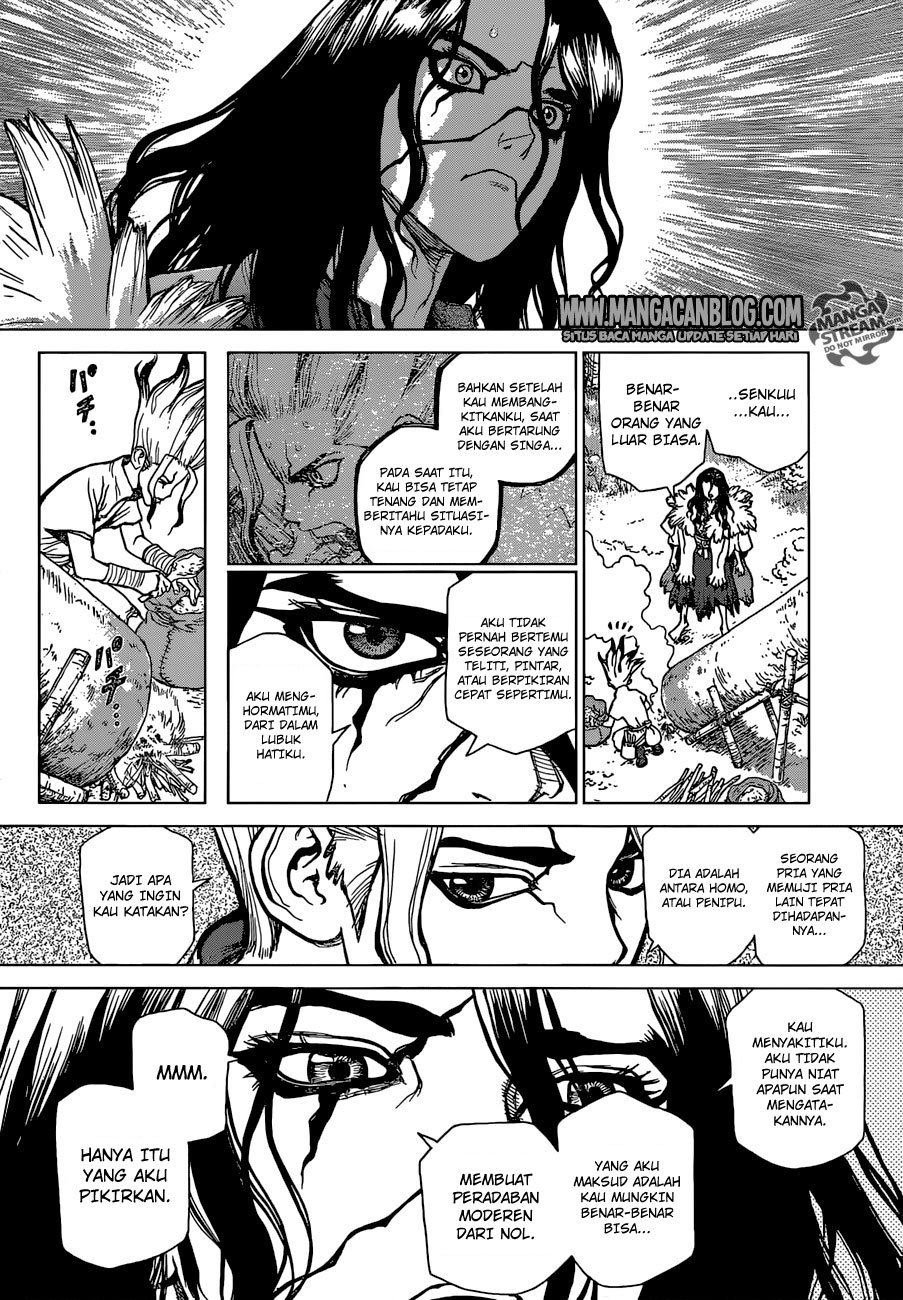 WWW.MANGACANBLOG.COM
SITUS BACA MANGA UPDATE SETIAP HARI
MANGA
STREAM
DO NOT MIRROR
..SENKUU
...KAU...
BENAR-
BENAR
ORANG YANG
LUAR BIASA.
BAHKAN SETELAH
KAU MEMBANG-
KITKANKU, SAAT
AKU BERTARUNG
DENGAN SINGA...
PADA SAAT ITU,
KAU BISA TETAP
TENANG DAN MEM-
BERITAHU SITUASI-
NYA KEPADAKU.
AKU TIDAK
PERNAH BERTEMU
SESEORANG YANG
TELITI, PINTAR,
ATAU BERPIKIRAN
CEPAT SEPERTIMU.
AKU MENG-
HORMATIMU,
DARI DALAM
LUBUK
HATIKU.
パチ…
パチ…
SEORANG
PRIA YANG
MEMUJI PRIA
LAIN TEPAT
DIHADAPAN-
NYA...
DIA ADALAH
ANTARA HOMO,
ATAU PENIPU.
JADI APA
YANG INGIN
KAU KATAKAN?
KAU
MENYAKITIKU.
AKU TIDAK
PUNYA NIAT
APAPUN SAAT
MENGATA-
KANNYA.
YANG AKU
MAKSUD ADALAH
KAU MUNGKIN
BENAR-BENAR
BISA...
MEMBUAT
PERADABAN
MODEREN
DARI NOL.
MMM.
HANYA ITU
YANG AKU
PIKIRKAN.